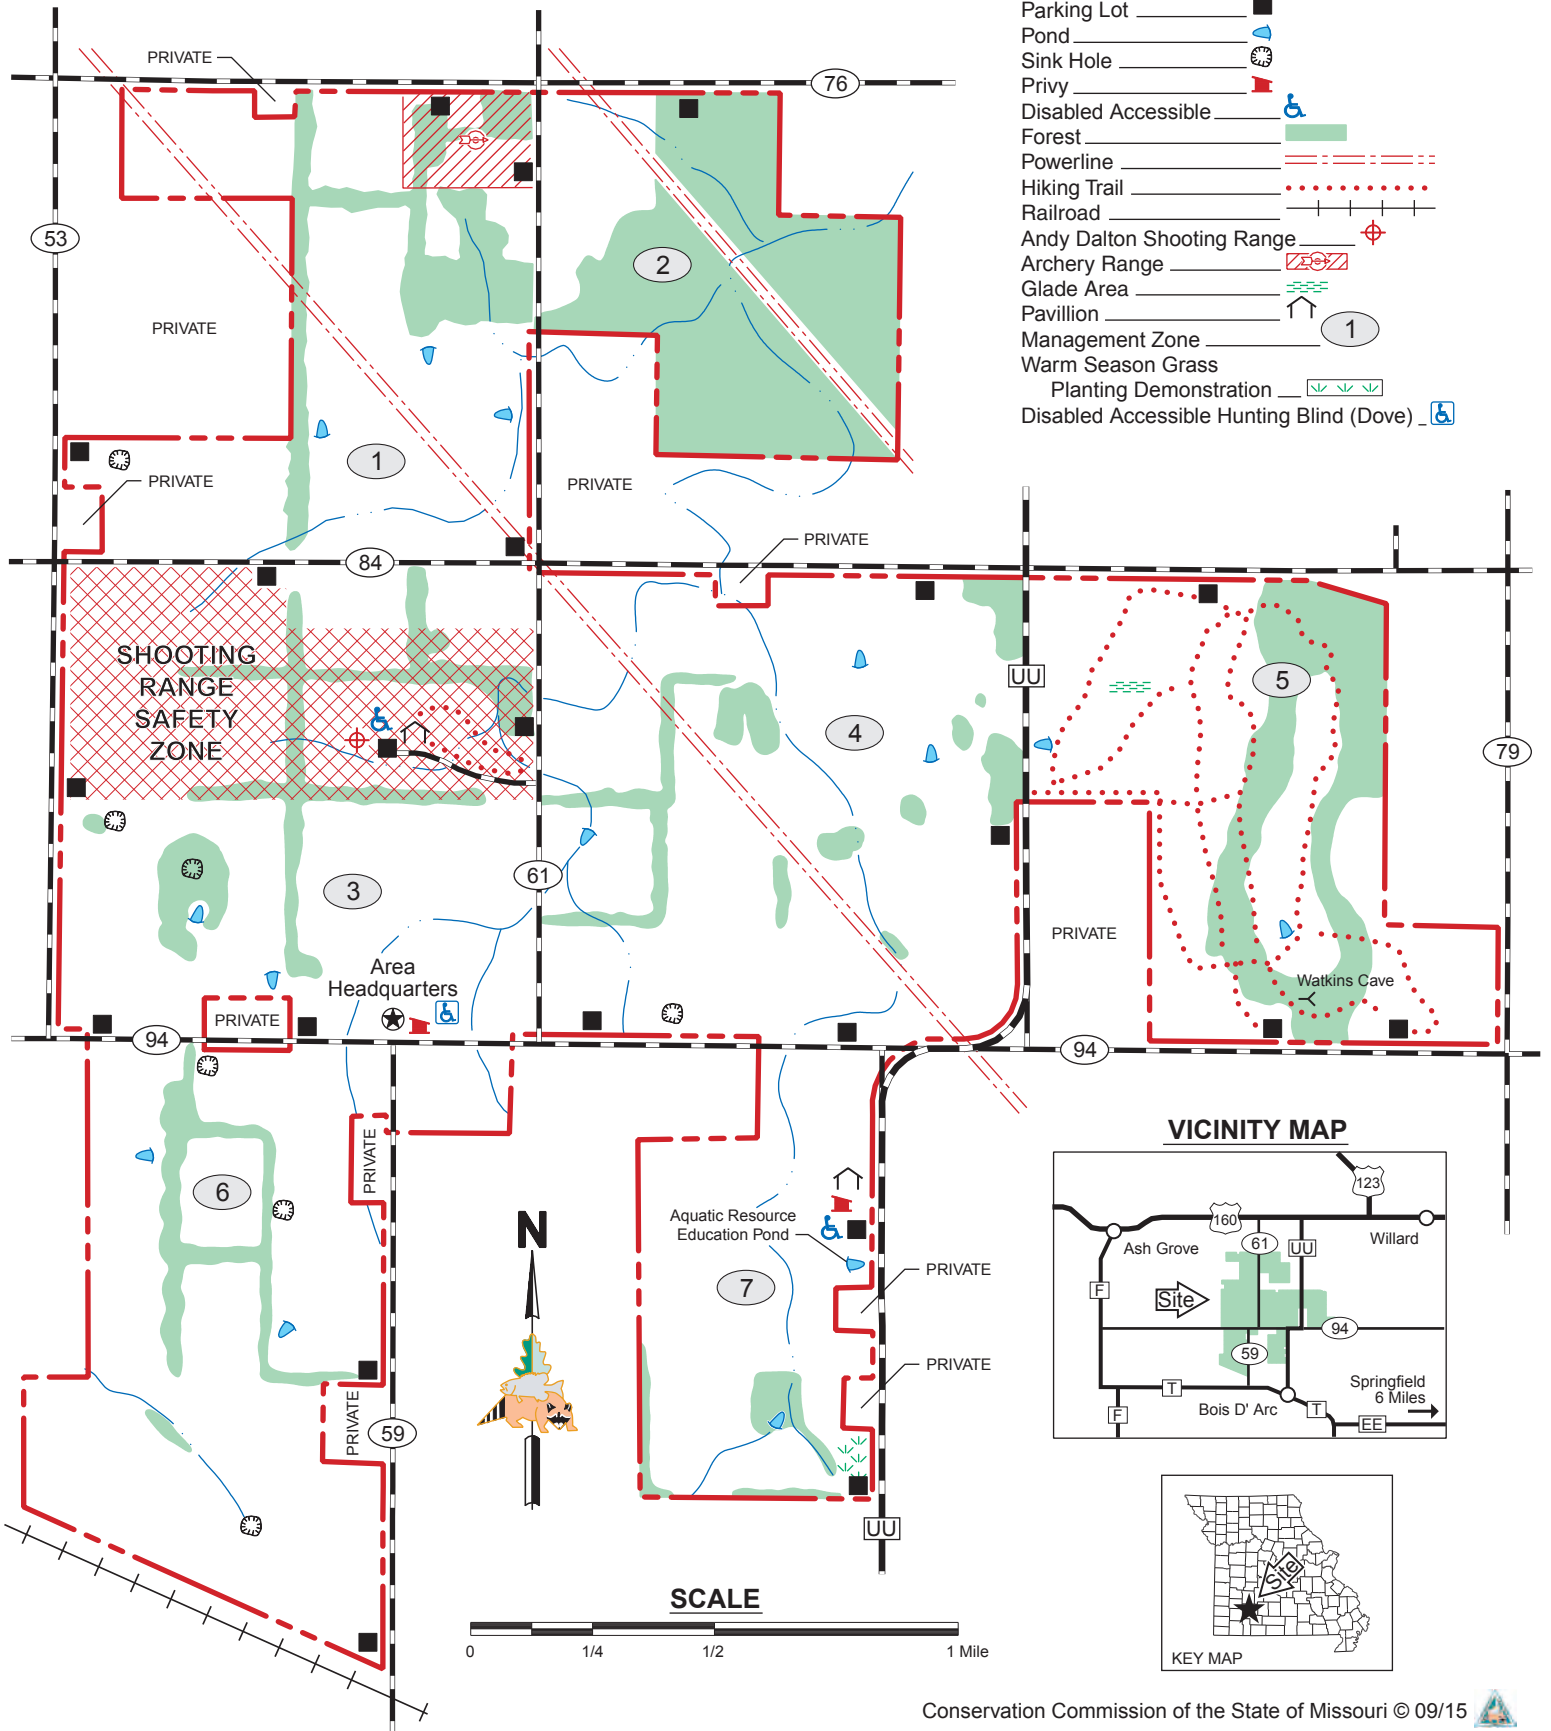 Parking Lot
Pond
Sink Hole
Privy
Disabled Accessible
Forest
Powerline
Hiking Trail
Railroad
Andy Dalton Shooting Range
Archery Range
Glade Area
Pavillion
Management Zone 1
Warm Season Grass
Planting Demonstration
Disabled Accessible Hunting Blind (Dove)
PRIVATE
76
53
2
PRIVATE
1
PRIVATE
PRIVATE
PRIVATE
84
SHOOTING
RANGE
SAFETY
ZONE
UU
5
4
79
61
3
PRIVATE
Area
Headquarters
Watkins Cave
PRIVATE
94
94
PRIVATE
6
N
Aquatic Resource
Education Pond
7
PRIVATE
PRIVATE
PRIVATE
59
UU
VICINITY MAP
123
160
61
UU
Ash Grove
Willard
F
Site
94
59
Springfield
6 Miles
T
Bois D' Arc
T
F
EE
SCALE
0 1/4 1/2 1 Mile
Site
KEY MAP
Conservation Commission of the State of Missouri © 09/15